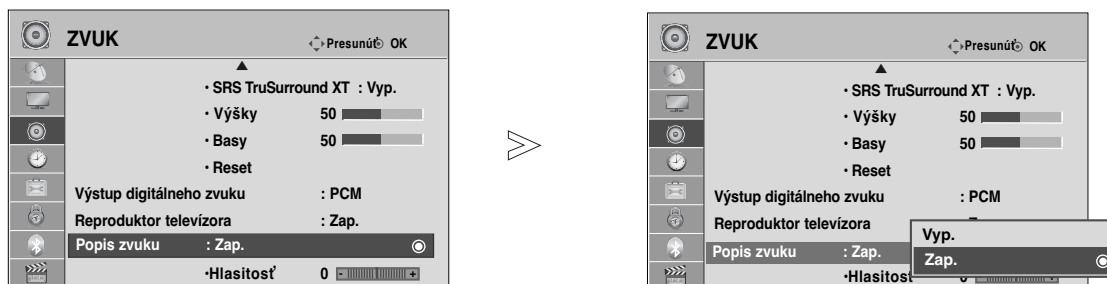 ZVUK
Presunúť OK
• SRS TruSurround XT : Vyp.
• Výšky 50
• Basy 50
• Reset
Výstup digitálneho zvuku : PCM
Reproduktor televízora : Zap.
Popis zvuku : Zap.
•Hlasitosť 0 - +
>
ZVUK
Presunúť OK
• SRS TruSurround XT : Vyp.
• Výšky 50
• Basy 50
• Reset
Výstup digitálneho zvuku : PCM
Reproduktor televízora
Popis zvuku : Zap.
•Hlasitosť
Vyp.
Zap.